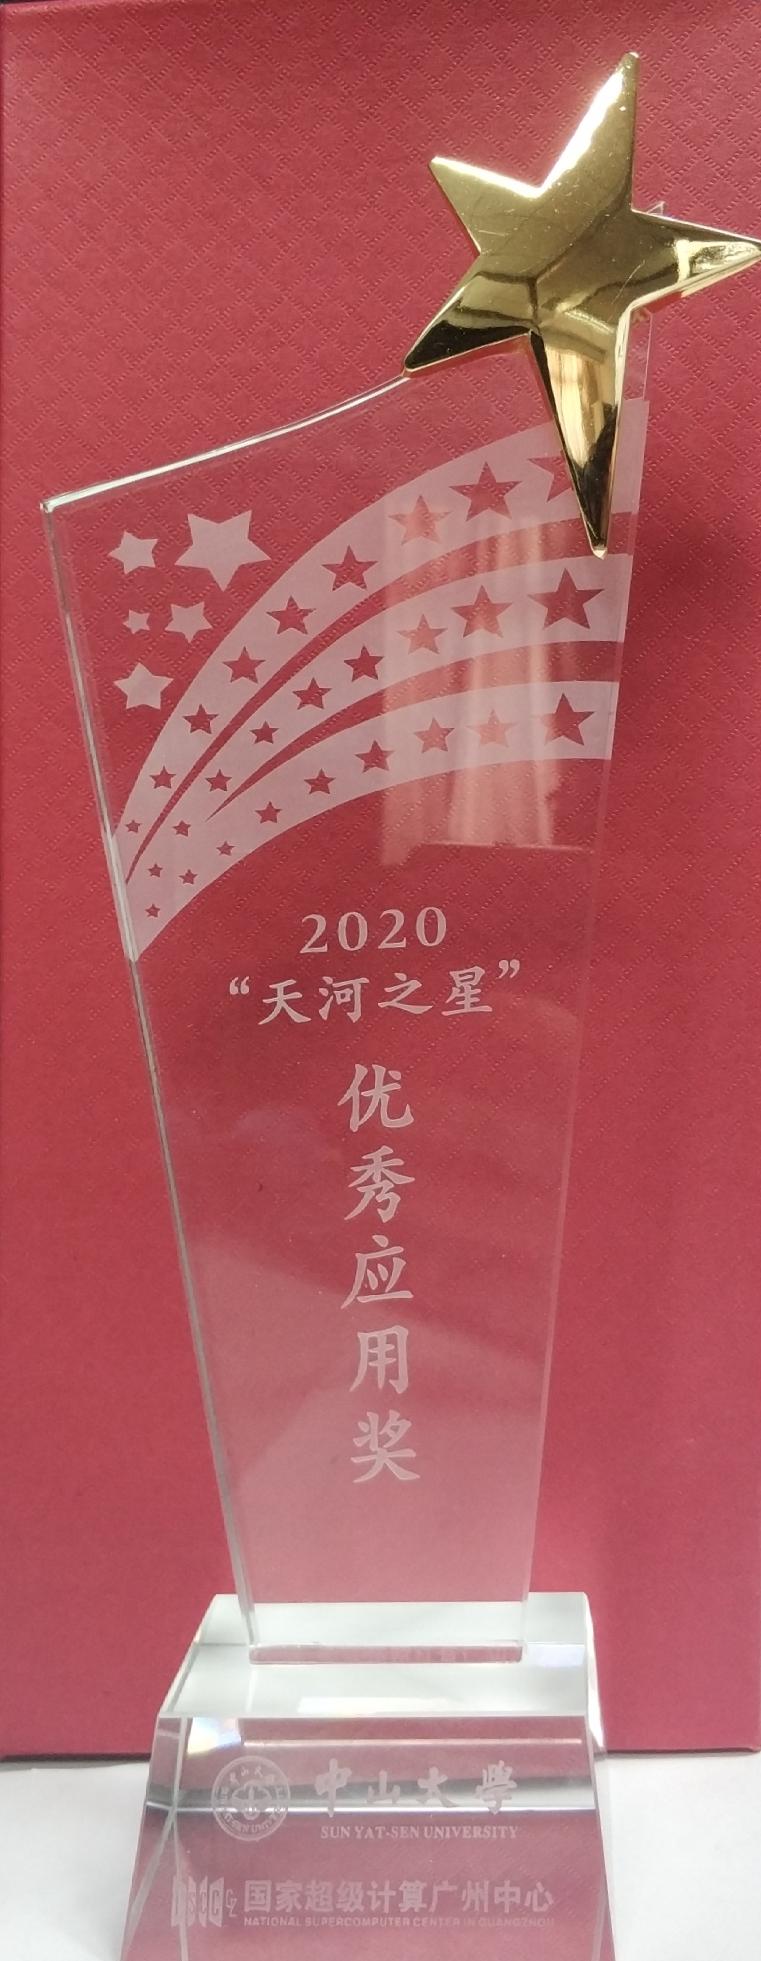 2020
“天河之星”
优秀应用奖
中山大學
SUN YAT-SEN UNIVERSITY
国家超级计算广州中心
NATIONAL SUPERCOMPUTER CENTER IN GUANGZHOU